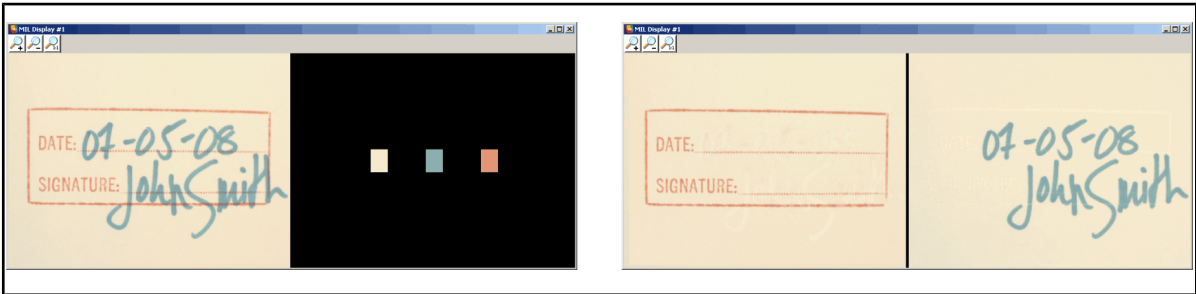 MIL Display #1
DATE: 07-05-08
SIGNATURE: John Smith
MIL Display #1
DATE:
SIGNATURE:
07-05-08
John Smith